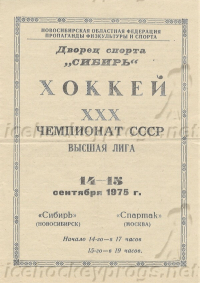 НОВОСИБИРСКАЯ ОБЛАСТНАЯ ФЕДЕРАЦИЯ
ПРОПАГАНДЫ ФИЗКУЛЬТУРЫ И СПОРТА
Дворец спорта
„СИБИРЬ“
ХОККЕЙ
XXX
ЧЕМПИОНАТ СССР
ВЫСШАЯ ЛИГА
14—15
сентября 1975 г.
«Сибирь» «Спартак»
(НОВОСИБИРСК) (МОСКВА)
Начало 14-го—к 17 часов
15-го—к 19 часов.